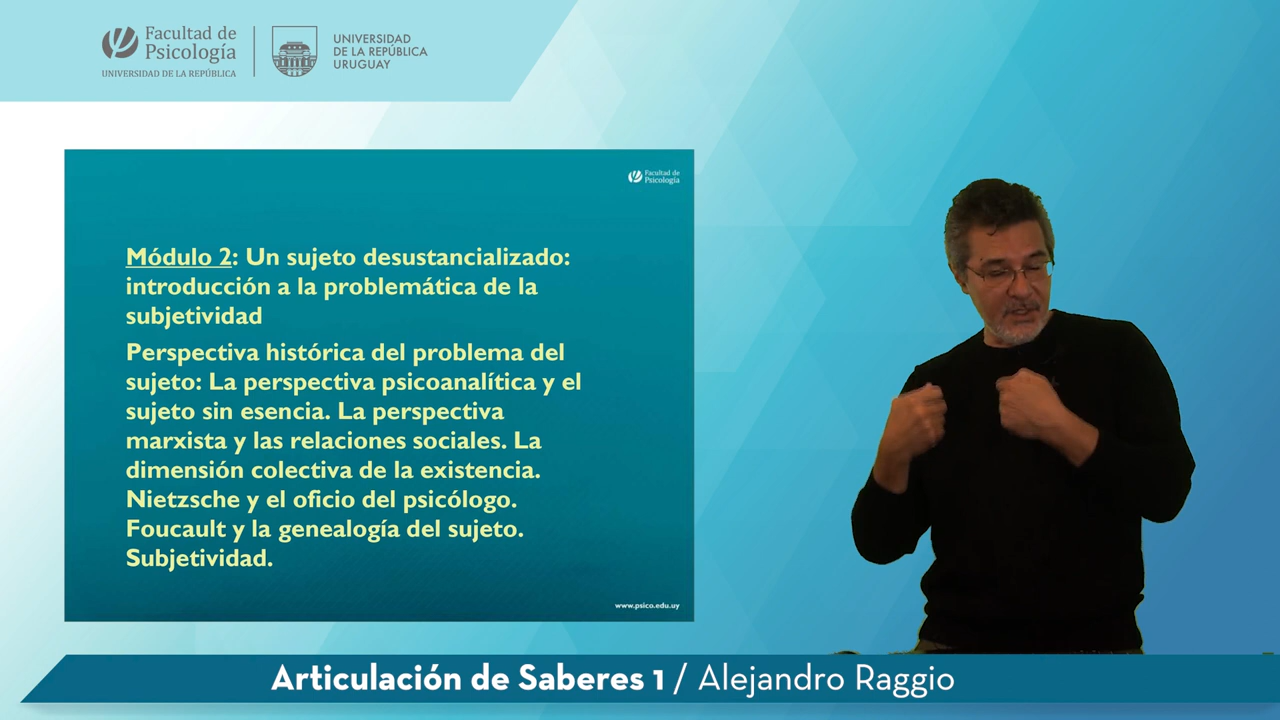 Facultad de
Psicología
UNIVERSIDAD DE LA REPÚBLICA
UNIVERSIDAD
DE LA REPÚBLICA
URUGUAY
Facultad de
Psicología
Módulo 2: Un sujeto desustancializado:
introducción a la problemática de la
subjetividad
Perspectiva histórica del problema del
sujeto: La perspectiva psicoanalítica y el
sujeto sin esencia. La perspectiva
marxista y las relaciones sociales. La
dimensión colectiva de la existencia.
Nietzsche y el oficio del psicólogo.
Foucault y la genealogía del sujeto.
Subjetividad.
www.psico.edu.uy
Articulación de Saberes 1 / Alejandro Raggio